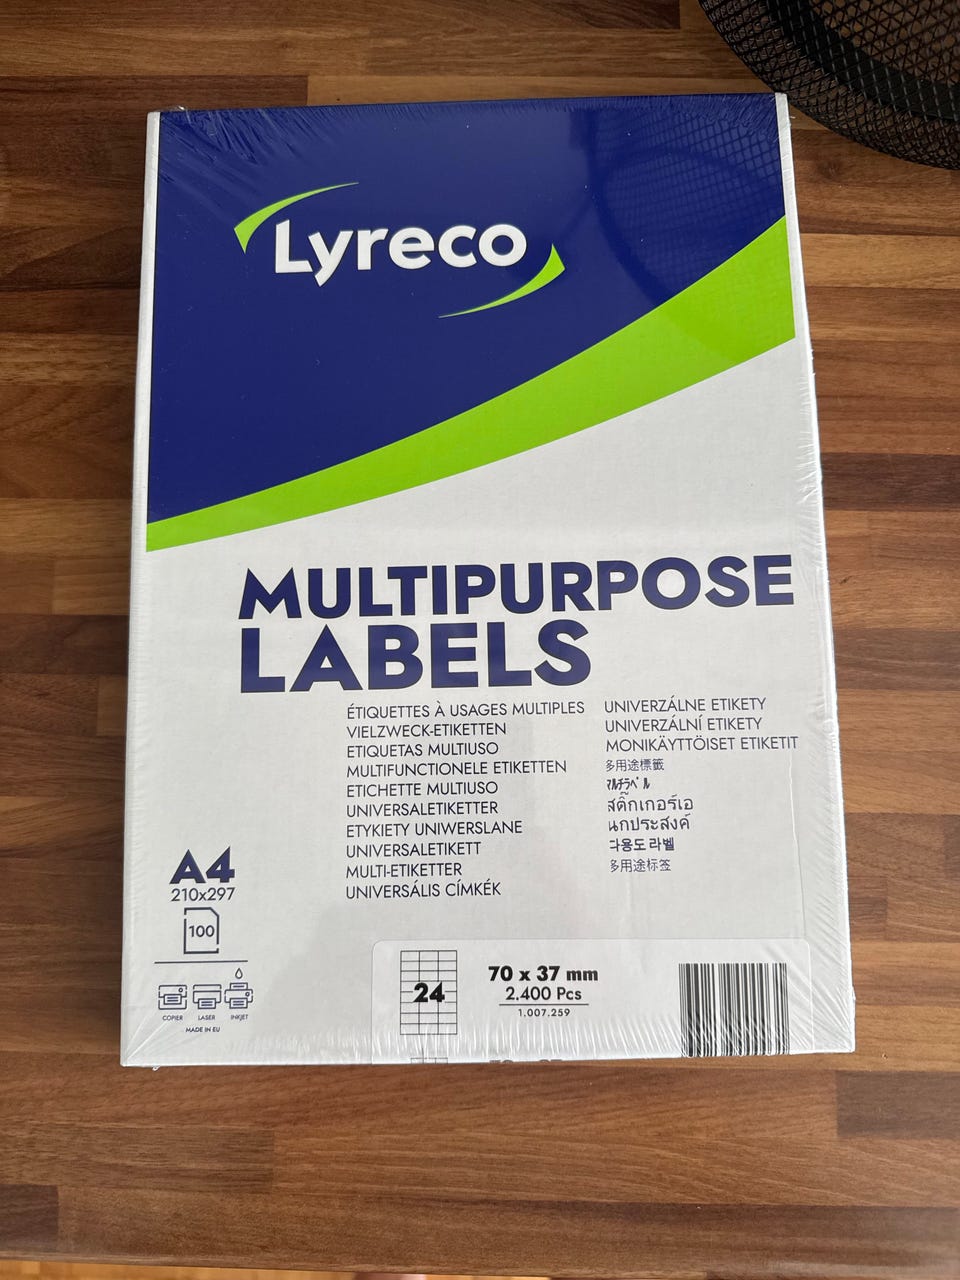 Lyreco
MULTIPURPOSE
LABELS
ÉTIQUETTES À USAGES MULTIPLES
VIELZWECK-ETIKETTEN
ETIQUETAS MULTIUSO
MULTIFUNCTIONELE ETIKETTEN
ETICHETTE MULTIUSO
UNIVERSALETIKETTER
ETYKIETY UNIWERSLANE
UNIVERSALETIKETT
MULTI-ETIKETTER
UNIVERSÁLIS CÍMKÉK
UNIVERZÁLNE ETIKETY
UNIVERZÁLNÍ ETIKETY
MONIKÄYTTÖISET ETIKETIT
多用途標籤
ﾏﾙﾁﾗﾍﾞﾙ
สติ๊กเกอร์เอ
นกประสงค์
다용도 라벨
多用途标签
A4
210x297
100
COPIER LASER INKJET
MADE IN EU
24
70 x 37 mm
2.400 Pcs
1.007.259